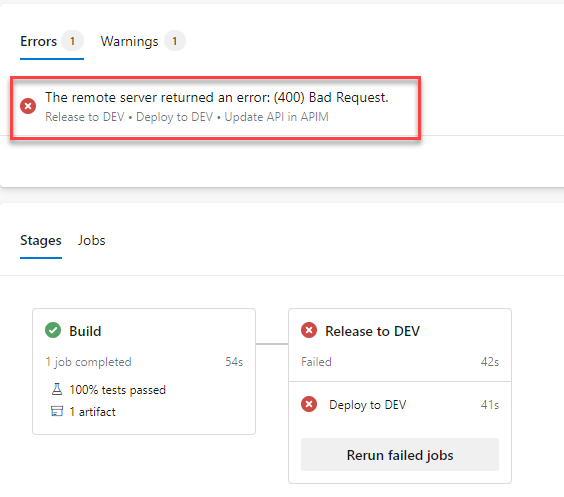 Errors 1 Warnings 1
The remote server returned an error: (400) Bad Request.
Release to DEV • Deploy to DEV • Update API in APIM
Stages Jobs
Build
1 job completed 54s
100% tests passed
1 artifact
Release to DEV
Failed 42s
Deploy to DEV 41s
Rerun failed jobs